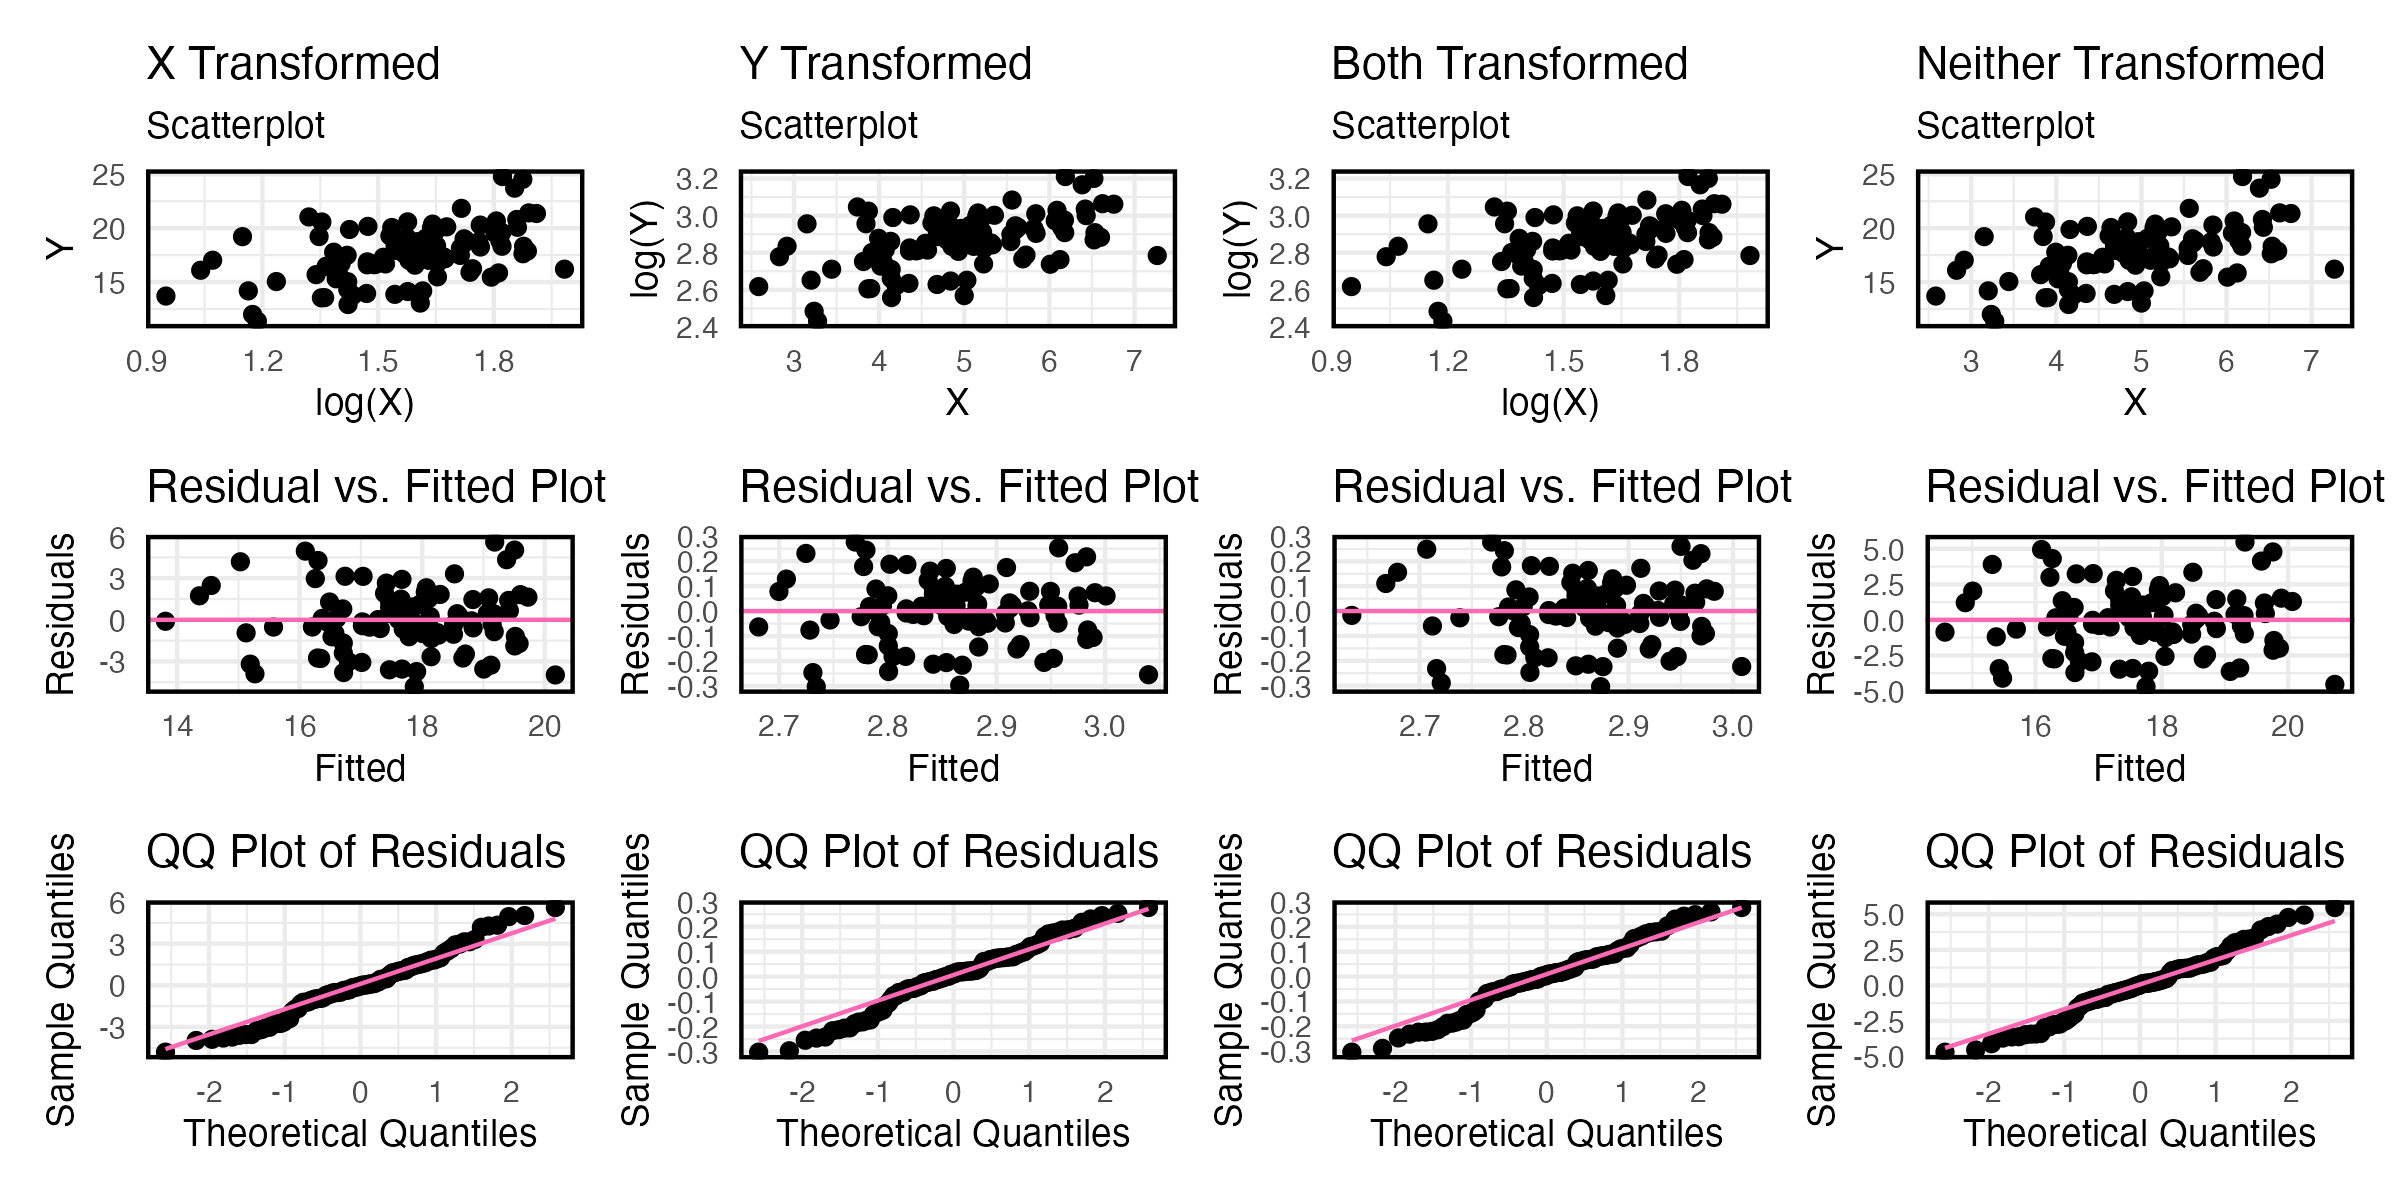 X Transformed
Y Transformed
Both Transformed
Neither Transformed
Scatterplot
Scatterplot
Scatterplot
Scatterplot
Y
25
20
15
0.9 1.2 1.5 1.8
log(X)
log(Y)
3.2
3.0
2.8
2.6
2.4
3 4 5 6 7
X
log(Y)
3.2
3.0
2.8
2.6
2.4
0.9 1.2 1.5 1.8
log(X)
Y
25
20
15
3 4 5 6 7
X
Residual vs. Fitted Plot
Residual vs. Fitted Plot
Residual vs. Fitted Plot
Residual vs. Fitted Plot
Residuals
6
3
0
-3
14 16 18 20
Fitted
Residuals
0.3
0.2
0.1
0.0
-0.1
-0.2
-0.3
2.7 2.8 2.9 3.0
Fitted
Residuals
0.3
0.2
0.1
0.0
-0.1
-0.2
-0.3
2.7 2.8 2.9 3.0
Fitted
Residuals
5.0
2.5
0.0
-2.5
-5.0
16 18 20
Fitted
QQ Plot of Residuals
QQ Plot of Residuals
QQ Plot of Residuals
QQ Plot of Residuals
Sample Quantiles
6
3
0
-3
-2 -1 0 1 2
Theoretical Quantiles
Sample Quantiles
0.3
0.2
0.1
0.0
-0.1
-0.2
-0.3
-2 -1 0 1 2
Theoretical Quantiles
Sample Quantiles
0.3
0.2
0.1
0.0
-0.1
-0.2
-0.3
-2 -1 0 1 2
Theoretical Quantiles
Sample Quantiles
5.0
2.5
0.0
-2.5
-5.0
-2 -1 0 1 2
Theoretical Quantiles